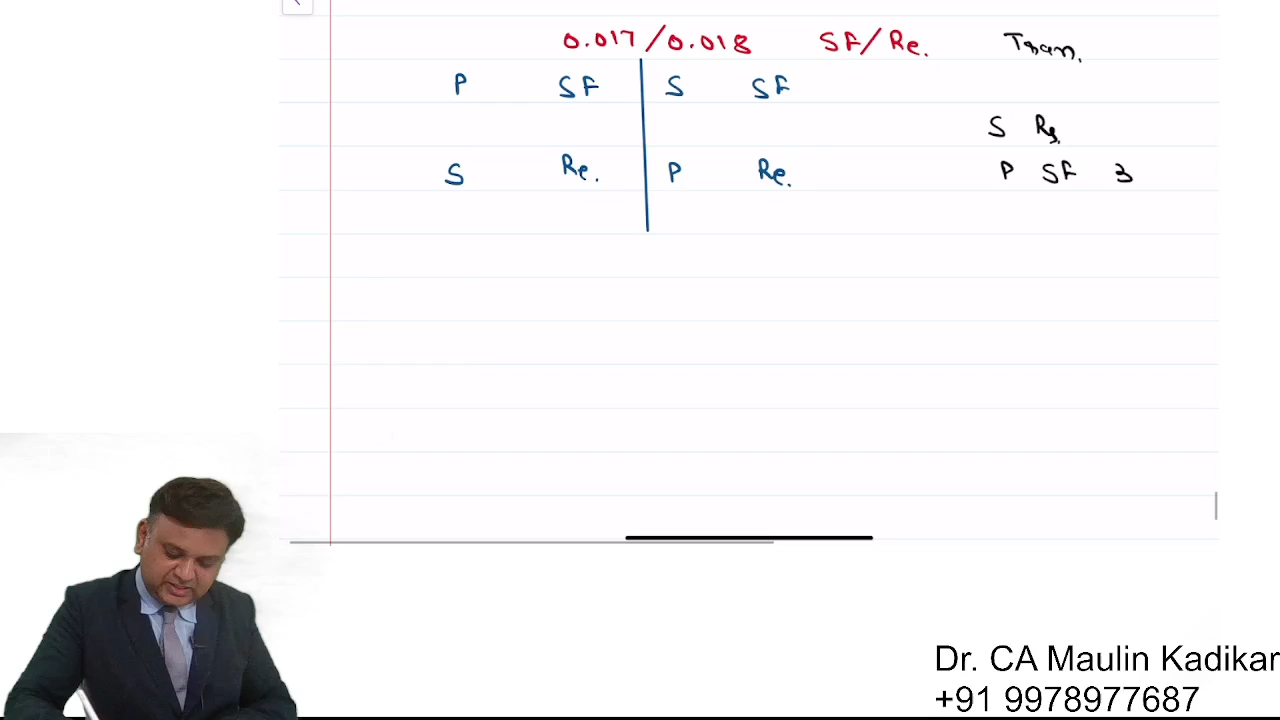 0.017/0.018 SF/Re. Tran.
P SF S SF
S Rs.
S Re. P Re. P SF 3
Dr. CA Maulin Kadikar
+91 9978977687